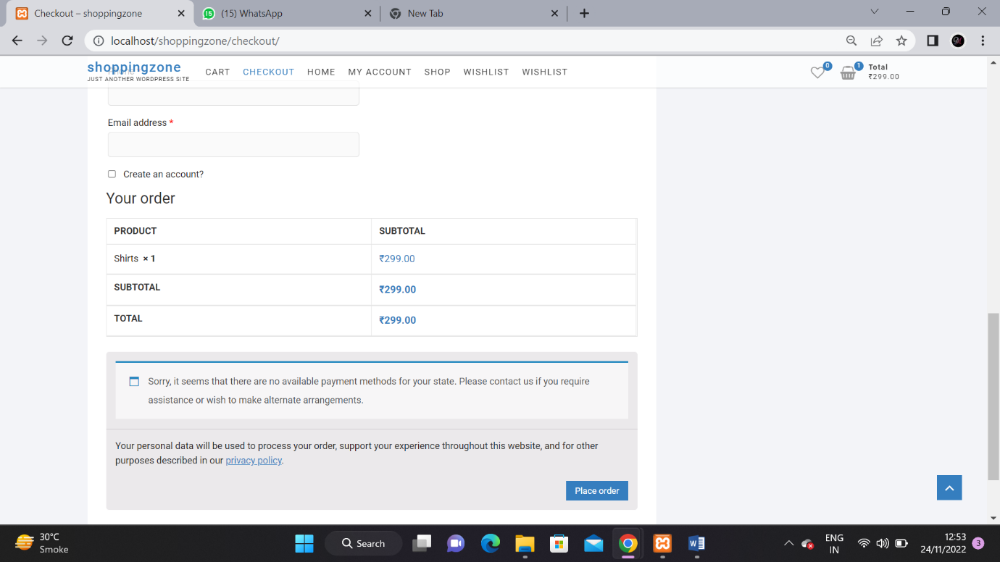 Checkout – shoppingzone
15
(15) WhatsApp
New Tab
localhost/shoppingzone/checkout/
shoppingzone
JUST ANOTHER WORDPRESS SITE
CART CHECKOUT HOME MY ACCOUNT SHOP WISHLIST WISHLIST
0
1
Total
₹299.00
Email address *
Create an account?
Your order
PRODUCT SUBTOTAL
Shirts × 1 ₹299.00
SUBTOTAL ₹299.00
TOTAL ₹299.00
Sorry, it seems that there are no available payment methods for your state. Please contact us if you require
assistance or wish to make alternate arrangements.
Your personal data will be used to process your order, support your experience throughout this website, and for other
purposes described in our privacy policy.
Place order
30°C
Smoke
Search
ENG
IN
12:53
24/11/2022
3